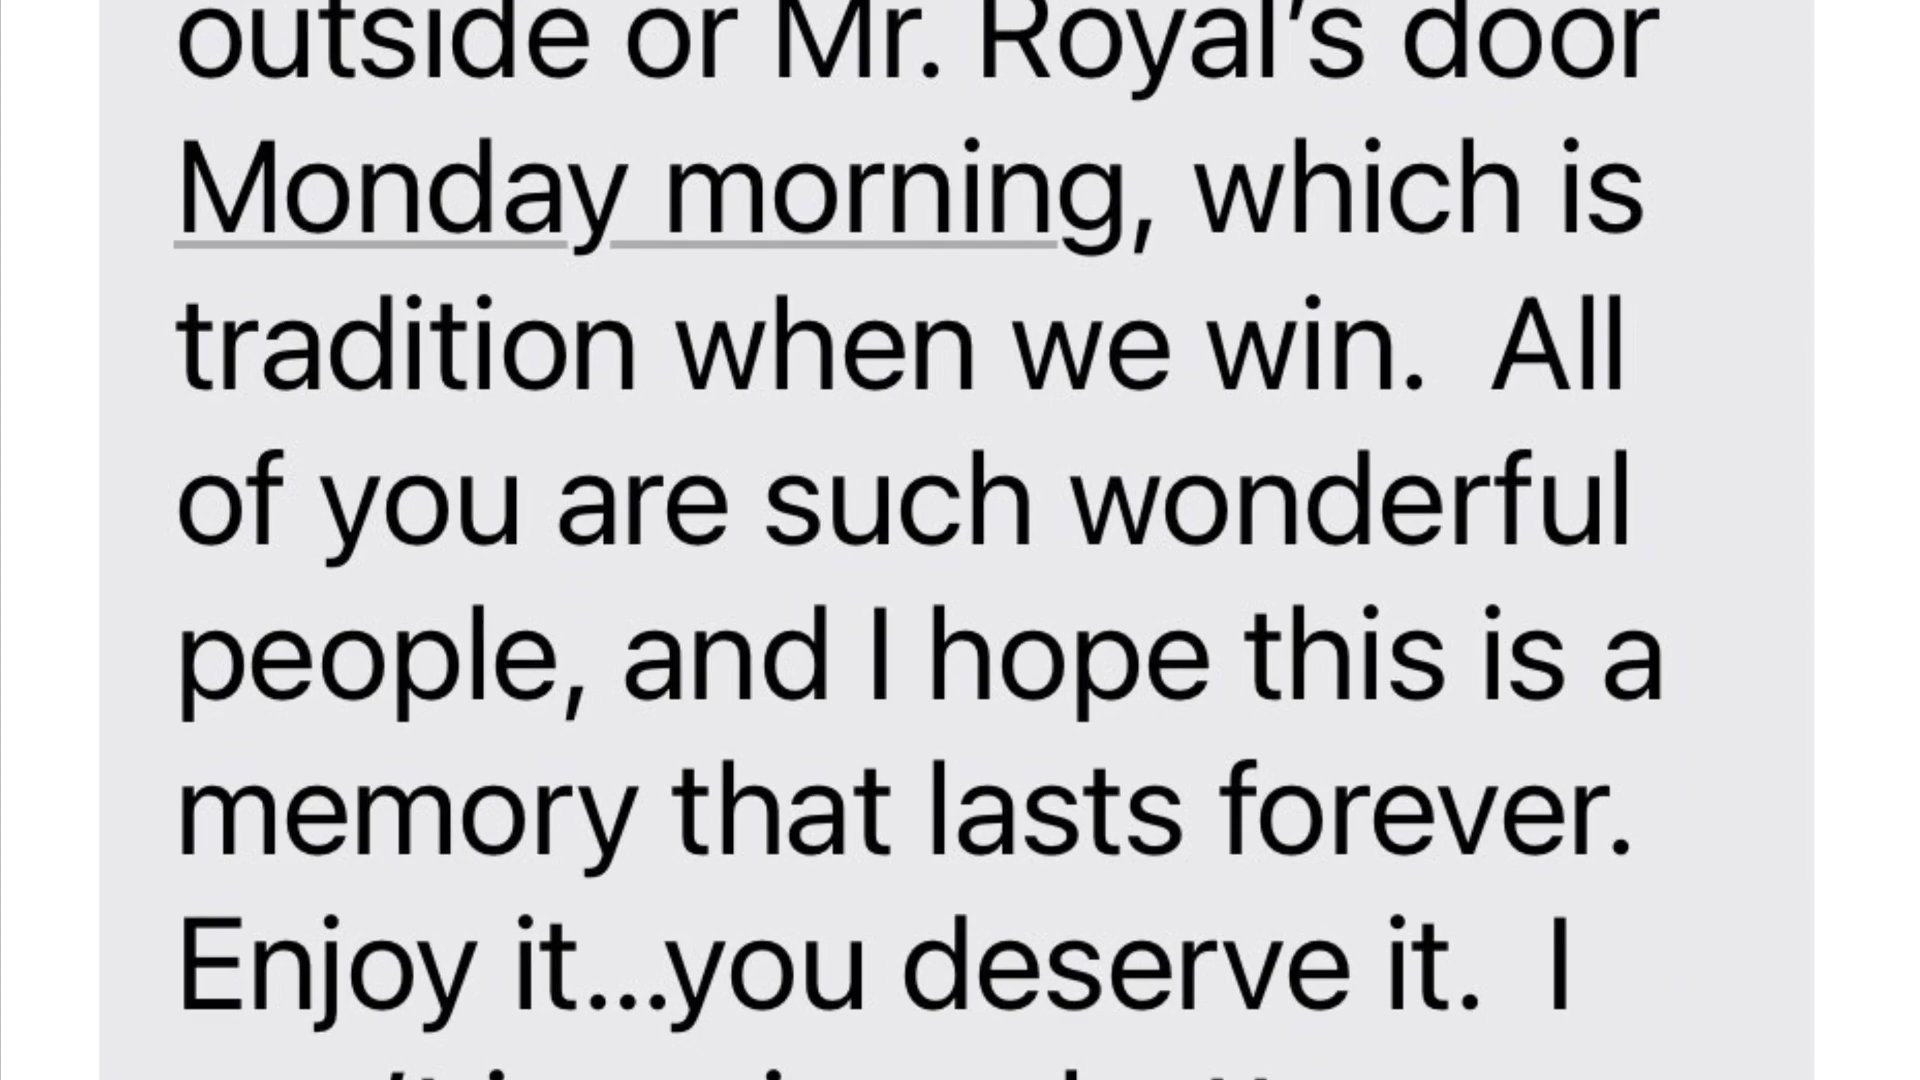 outside or Mr. Royal’s door
Monday morning, which is
tradition when we win.  All
of you are such wonderful
people, and I hope this is a
memory that lasts forever.
Enjoy it...you deserve it.  I